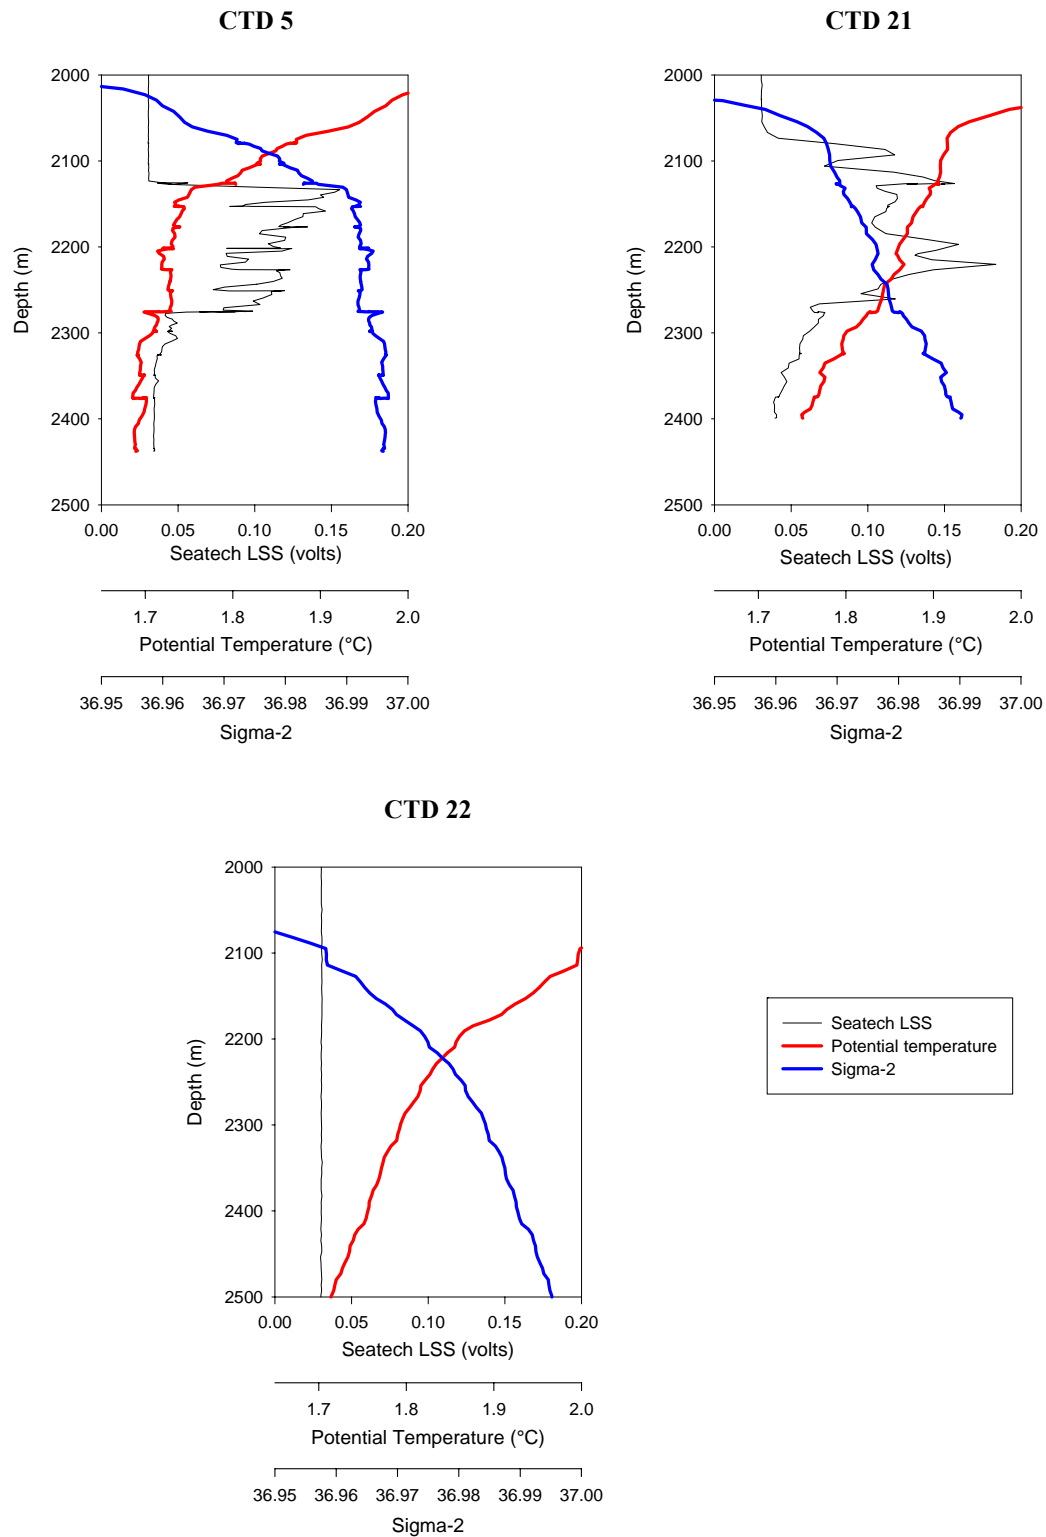 CTD 5
2000
2100
2200
2300
2400
2500
Depth (m)
0.00 0.05 0.10 0.15 0.20
Seatech LSS (volts)
1.7 1.8 1.9 2.0
Potential Temperature (°C)
36.95 36.96 36.97 36.98 36.99 37.00
Sigma-2
CTD 21
2000
2100
2200
2300
2400
2500
Depth (m)
0.00 0.05 0.10 0.15 0.20
Seatech LSS (volts)
1.7 1.8 1.9 2.0
Potential Temperature (°C)
36.95 36.96 36.97 36.98 36.99 37.00
Sigma-2
CTD 22
2000
2100
2200
2300
2400
2500
Depth (m)
0.00 0.05 0.10 0.15 0.20
Seatech LSS (volts)
1.7 1.8 1.9 2.0
Potential Temperature (°C)
36.95 36.96 36.97 36.98 36.99 37.00
Sigma-2
Seatech LSS
Potential temperature
Sigma-2